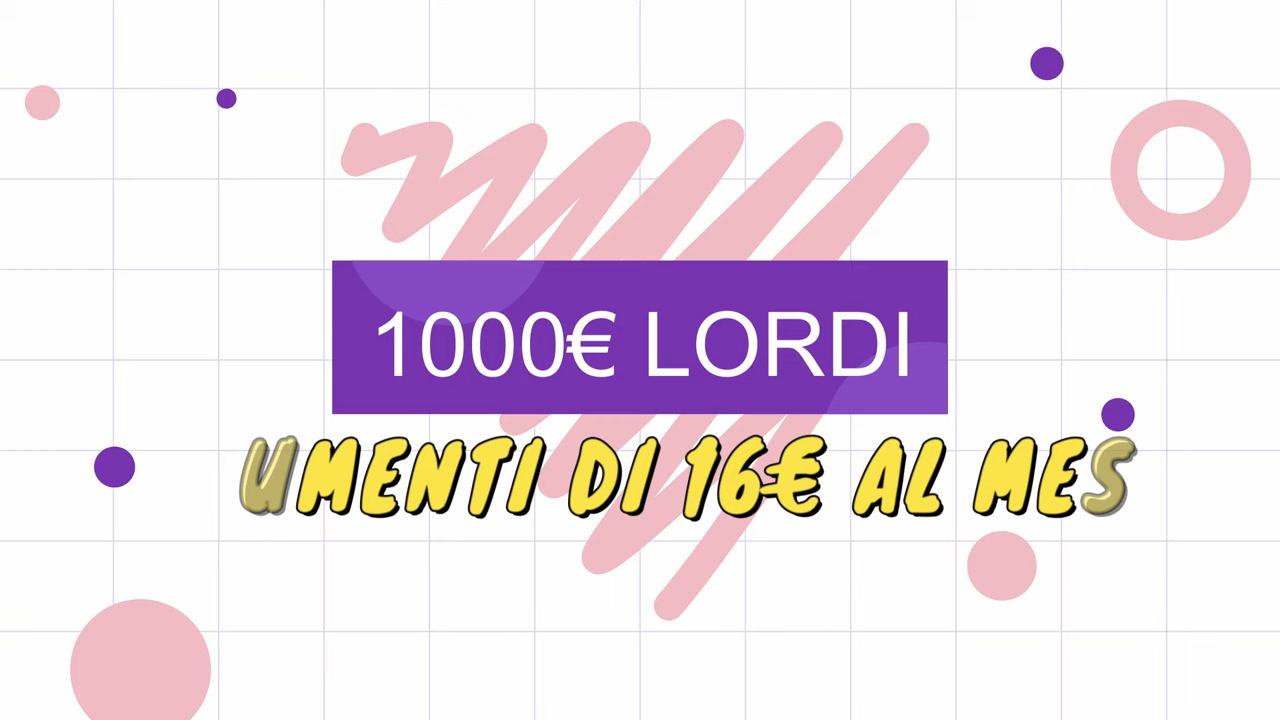 1000€ LORDI
UMENTI DI 16€ AL MES